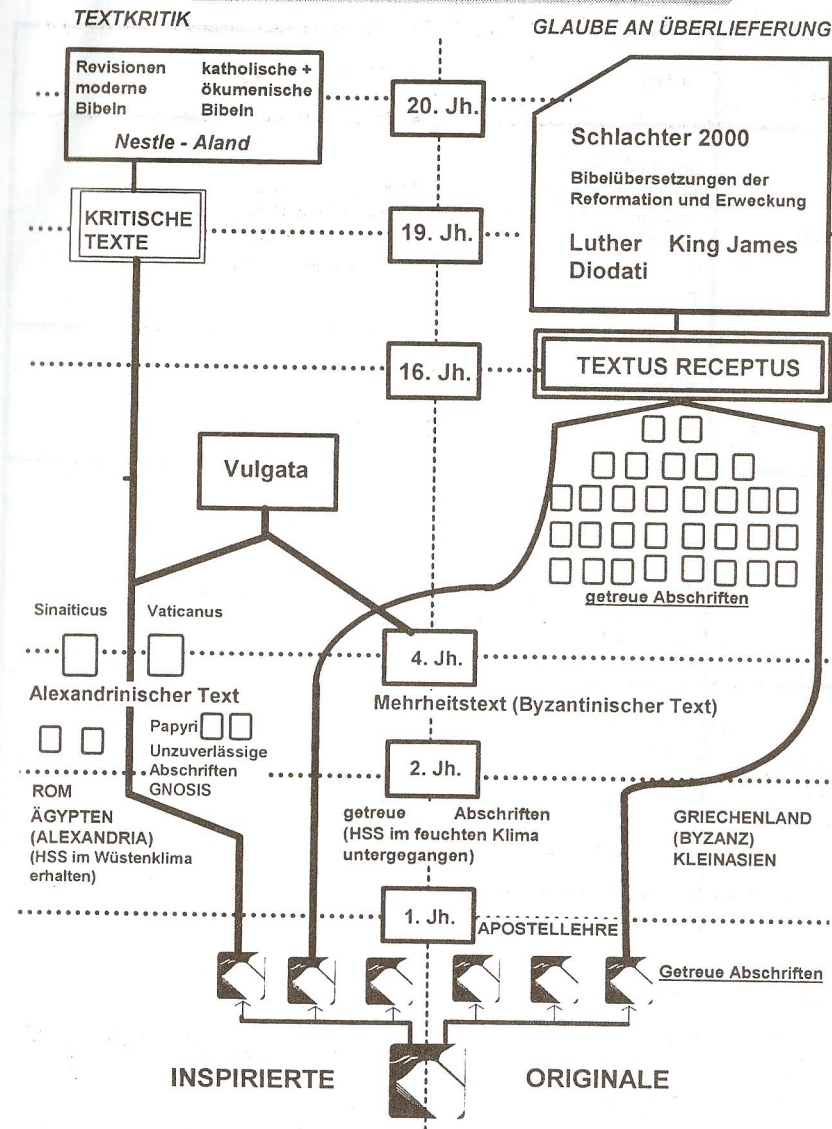 TEXTKRITIK
GLAUBE AN ÜBERLIEFERUNG
Revisionen katholische +
moderne ökumenische
Bibeln Bibeln
Nestle - Aland
20. Jh.
Schlachter 2000
Bibelübersetzungen der
Reformation und Erweckung
Luther King James
Diodati
KRITISCHE
TEXTE
19. Jh.
16. Jh.
TEXTUS RECEPTUS
Vulgata
getreue Abschriften
Sinaiticus Vaticanus
4. Jh.
Alexandrinischer Text
Mehrheitstext (Byzantinischer Text)
Papyri
Unzuverlässige
Abschriften
GNOSIS
2. Jh.
ROM
ÄGYPTEN
(ALEXANDRIA)
(HSS im Wüstenklima
erhalten)
getreue Abschriften
(HSS im feuchten Klima
untergegangen)
GRIECHENLAND
(BYZANZ)
KLEINASIEN
1. Jh.
APOSTELLEHRE
Getreue Abschriften
INSPIRIERTE ORIGINALE